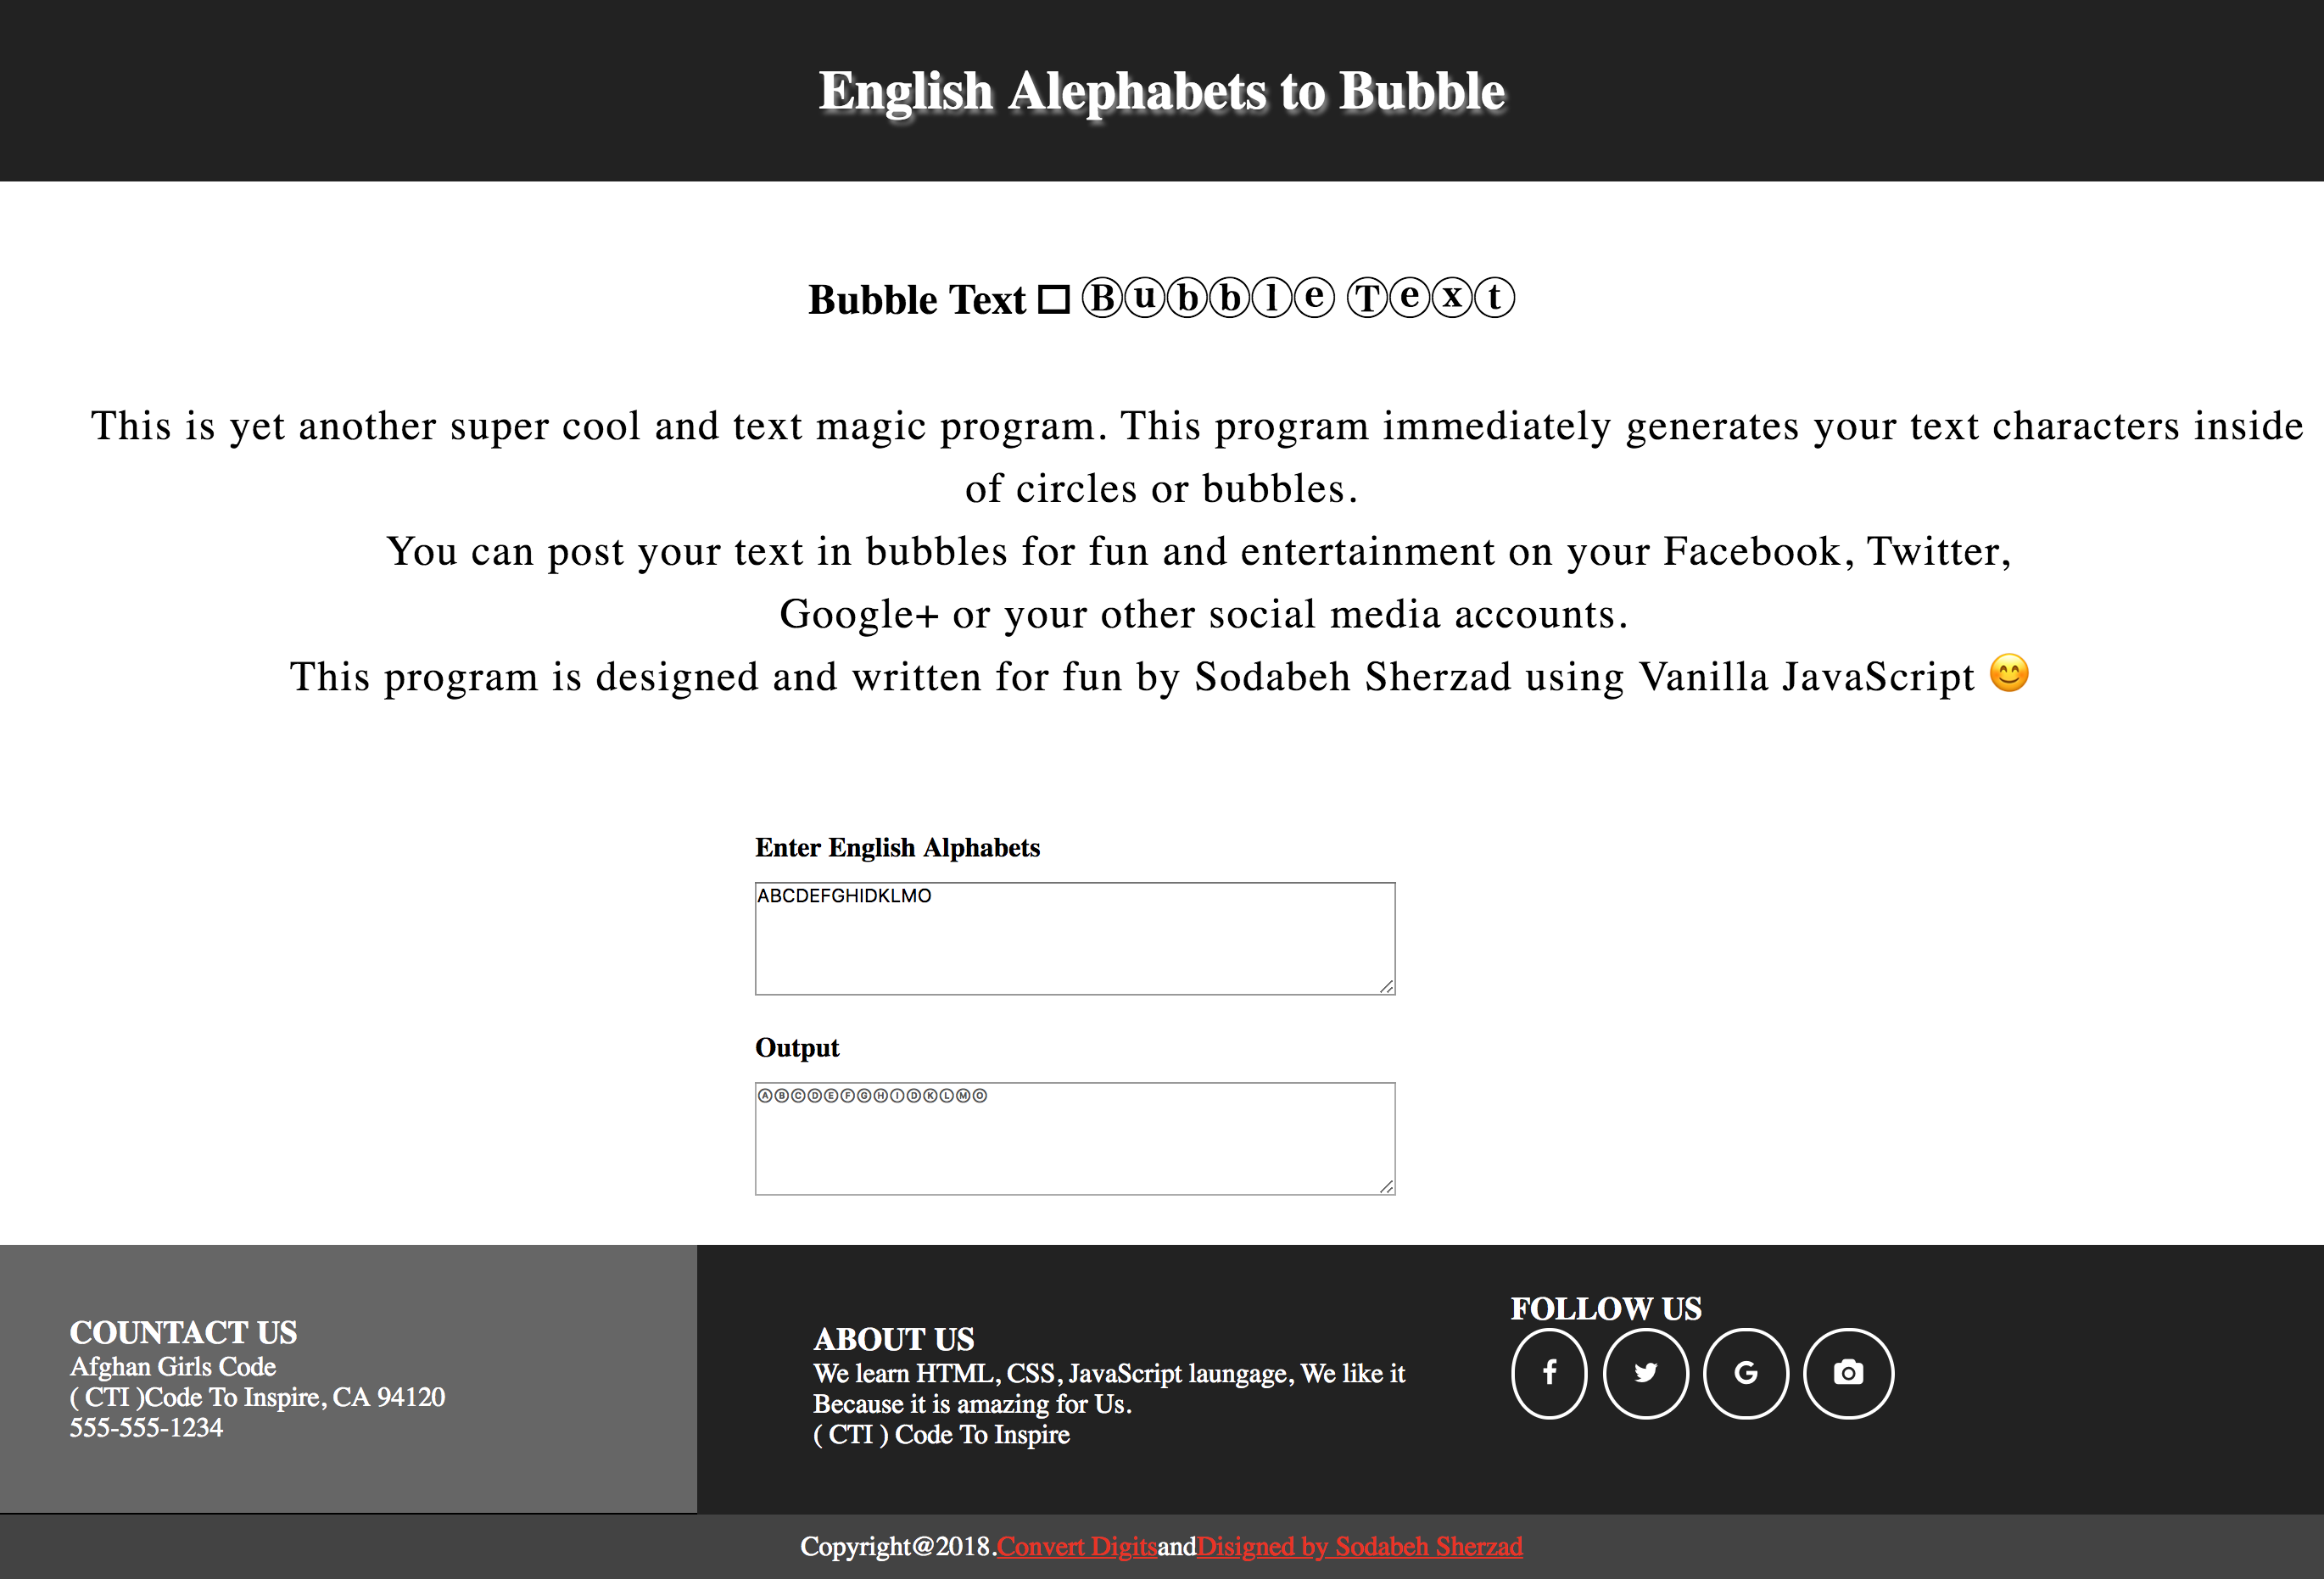 English Alephabets to Bubble
Bubble Text □ Ⓑⓤⓑⓑⓛⓔ Ⓣⓔⓧⓣ
This is yet another super cool and text magic program. This program immediately generates your text characters inside
of circles or bubbles.
You can post your text in bubbles for fun and entertainment on your Facebook, Twitter,
Google+ or your other social media accounts.
This program is designed and written for fun by Sodabeh Sherzad using Vanilla JavaScript 😊
Enter English Alphabets
ABCDEFGHIDKLMO
Output
ⒶⒷⒸⒹⒺⒻⒼⒽⒾⒹⓀⓁⓂⓄ
COUNTACT US
Afghan Girls Code
( CTI )Code To Inspire, CA 94120
555-555-1234
ABOUT US
We learn HTML, CSS, JavaScript laungage, We like it
Because it is amazing for Us.
( CTI ) Code To Inspire
FOLLOW US
Copyright@2018.Convert DigitsandDisigned by Sodabeh Sherzad